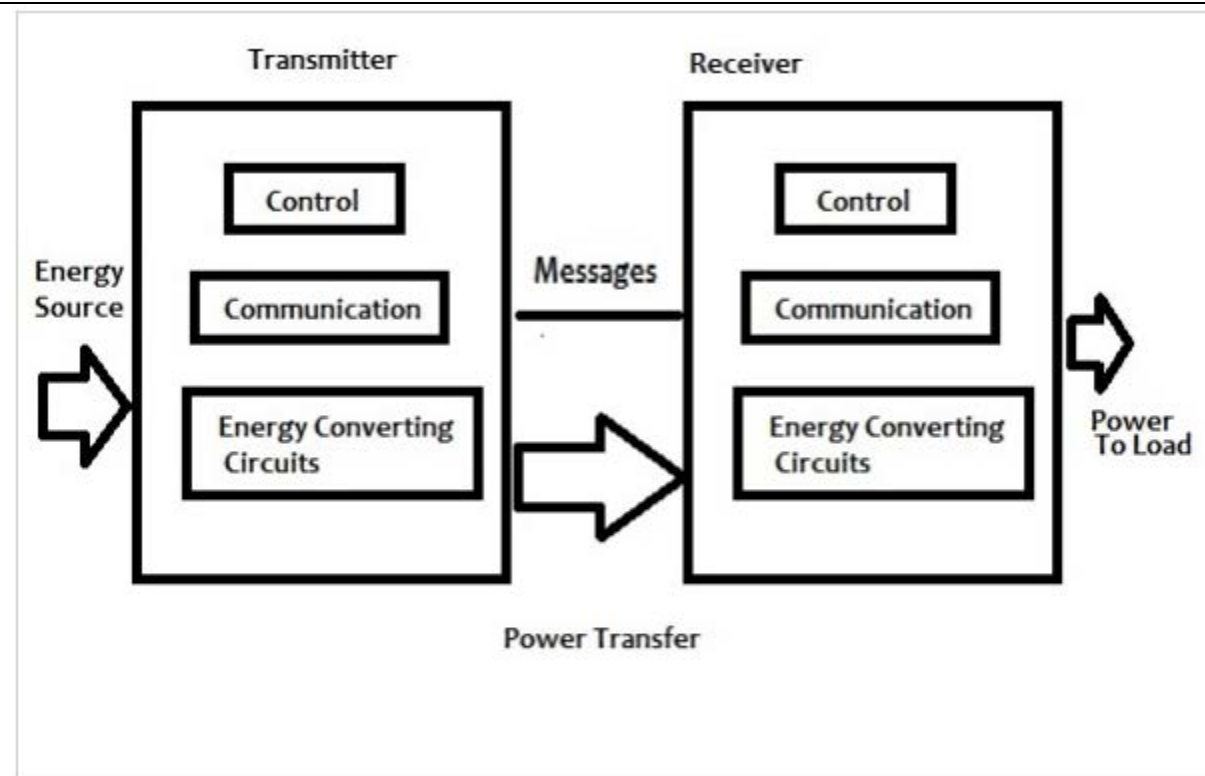 Transmitter
Receiver
Energy
Source
Control
Communication
Energy Converting
Circuits
Messages
Control
Communication
Energy Converting
Circuits
Power
To Load
Power Transfer